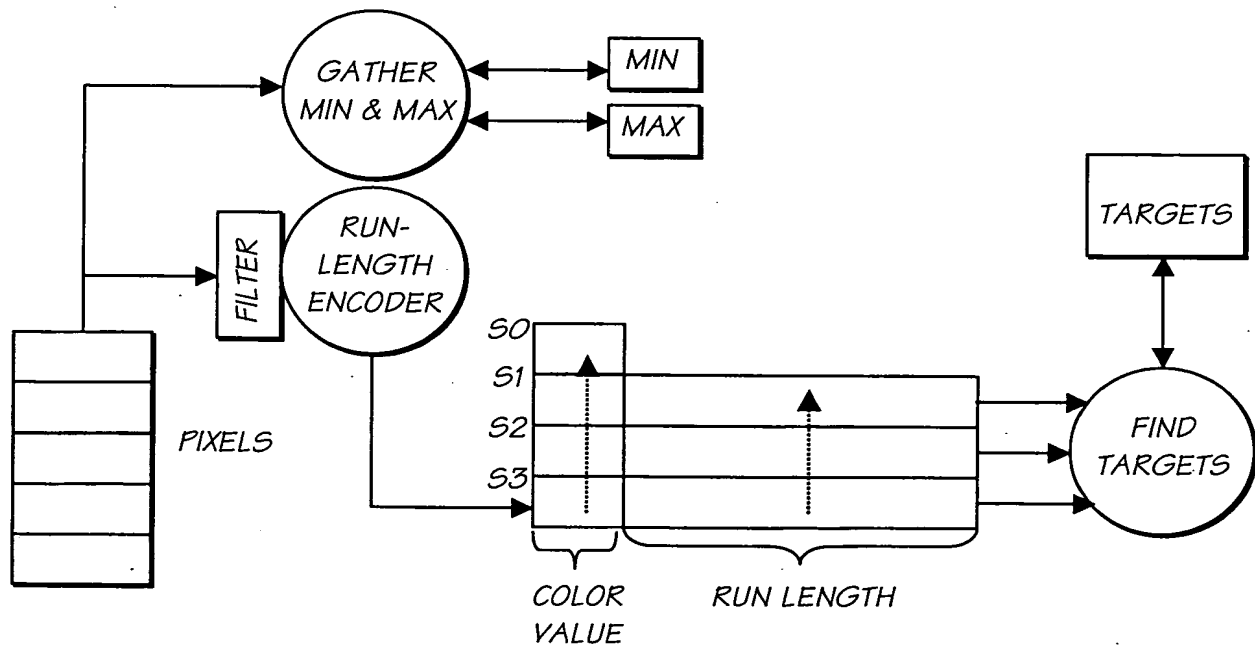 GATHER
MIN & MAX
MIN
MAX
TARGETS
FILTER
RUN-
LENGTH
ENCODER
S0
S1
S2
S3
PIXELS
FIND
TARGETS
COLOR
VALUE
RUN LENGTH